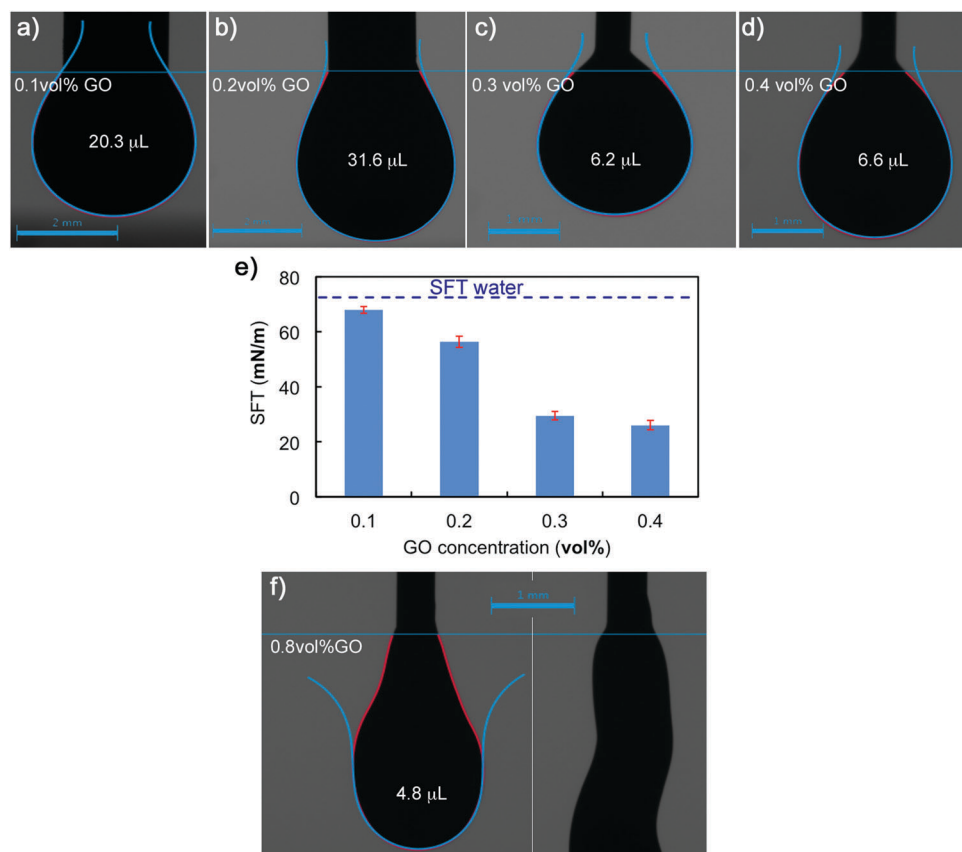 a)
0.1vol% GO
20.3 μL
2 mm
b)
0.2vol% GO
31.6 μL
2 mm
c)
0.3 vol% GO
6.2 μL
d)
0.4 vol% GO
6.6 μL
1 mm
e)
80
60
40
20
0
SFT (mN/m)
SFT water
0.1 0.2 0.3 0.4
GO concentration (vol%)
f)
1 mm
0.8vol%GO
4.8 μL